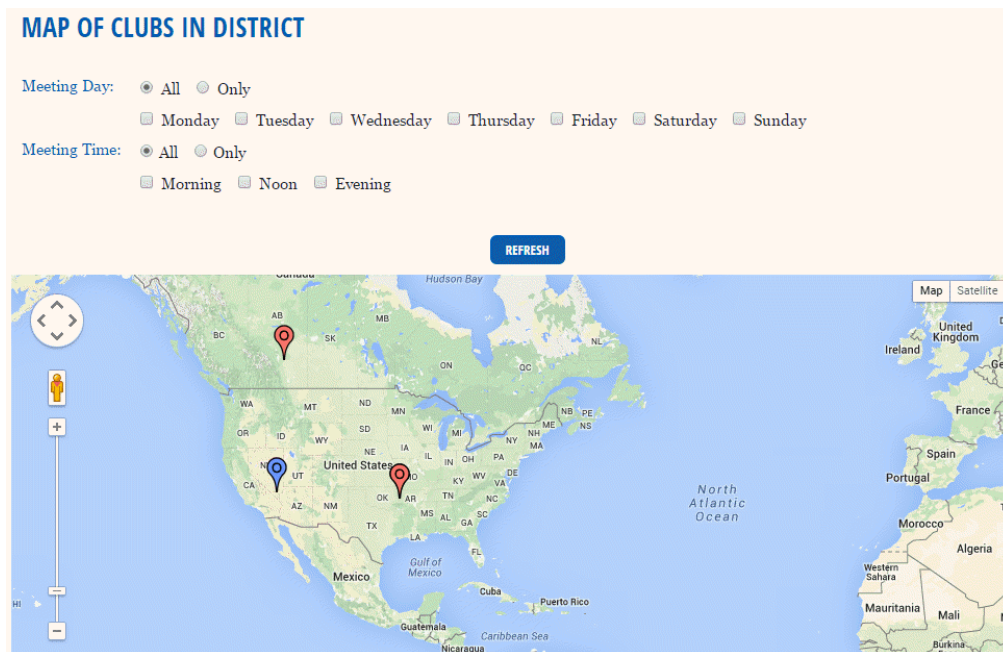 MAP OF CLUBS IN DISTRICT
Meeting Day: All Only
Monday Tuesday Wednesday Thursday Friday Saturday Sunday
Meeting Time: All Only
Morning Noon Evening
REFRESH
Canada
Hudson Bay
Map Satellite
AB
MB
BC
SK
NL
United
Kingdom
Ireland
Ge
ON
QC
WA
MT
ND
MN
NB PE
ME NS
France
OR
ID
SD
WI
MI
NH
NY
MA
WY
IA
NE
IL IN OH PA
Spain
United States
N
UT
MO
KY WV
DE
VA
Portugal
CA
AZ NM
OK AR
TN
NC
North
Atlantic
Ocean
MS AL GA SC
TX
LA
Morocco
FL
Algeria
Gulf of
Mexico
Mexico
Western
Sahara
Cuba
HI
Puerto Rico
Mauritania
Mali
Guatemala
Caribbean Sea
Nicaragua
Burkina